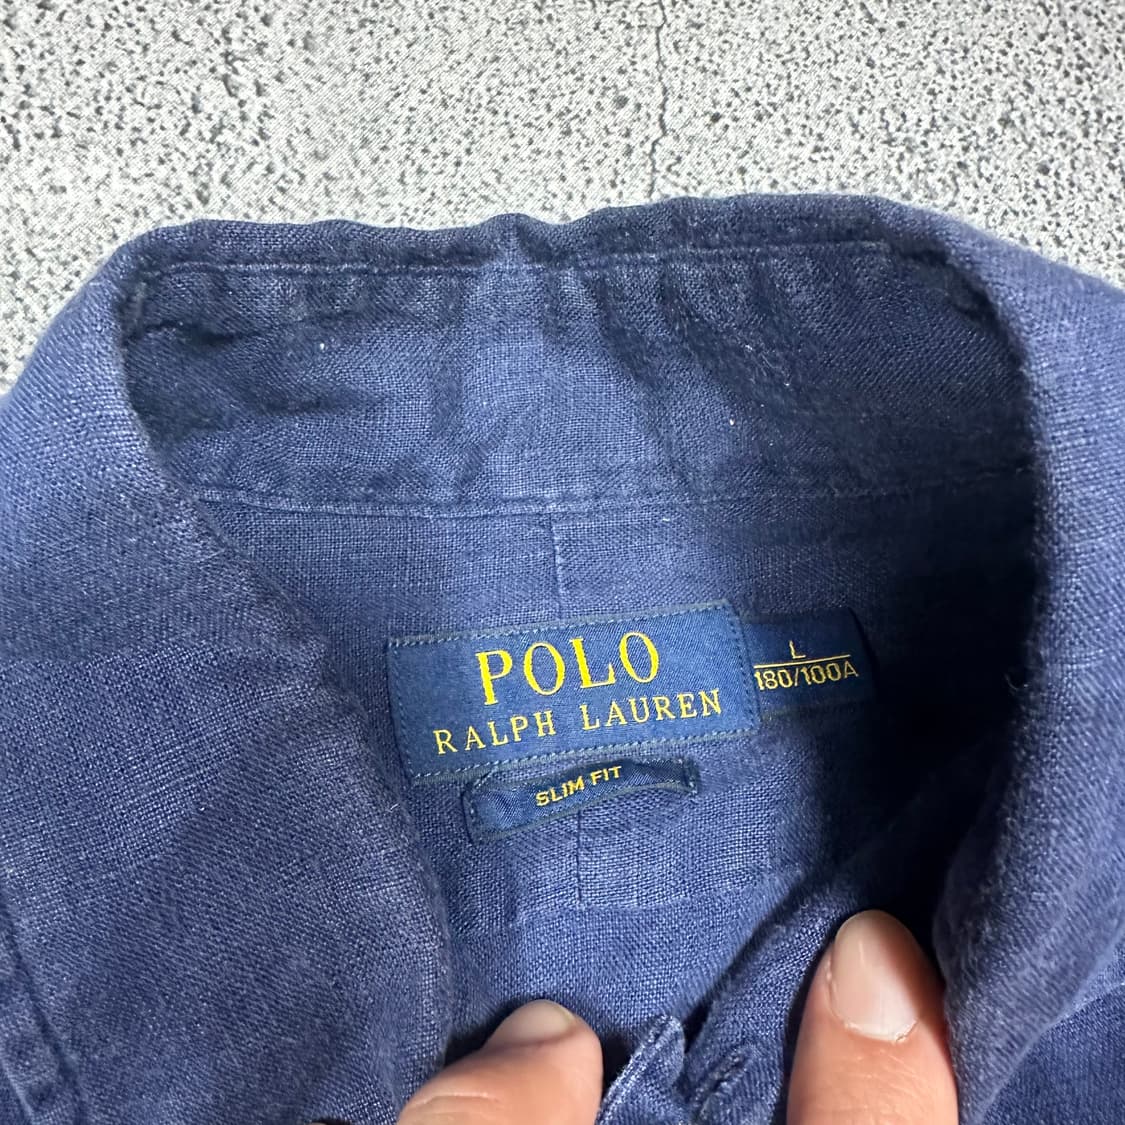 POLO
RALPH LAUREN
SLIM FIT
L
180/100A